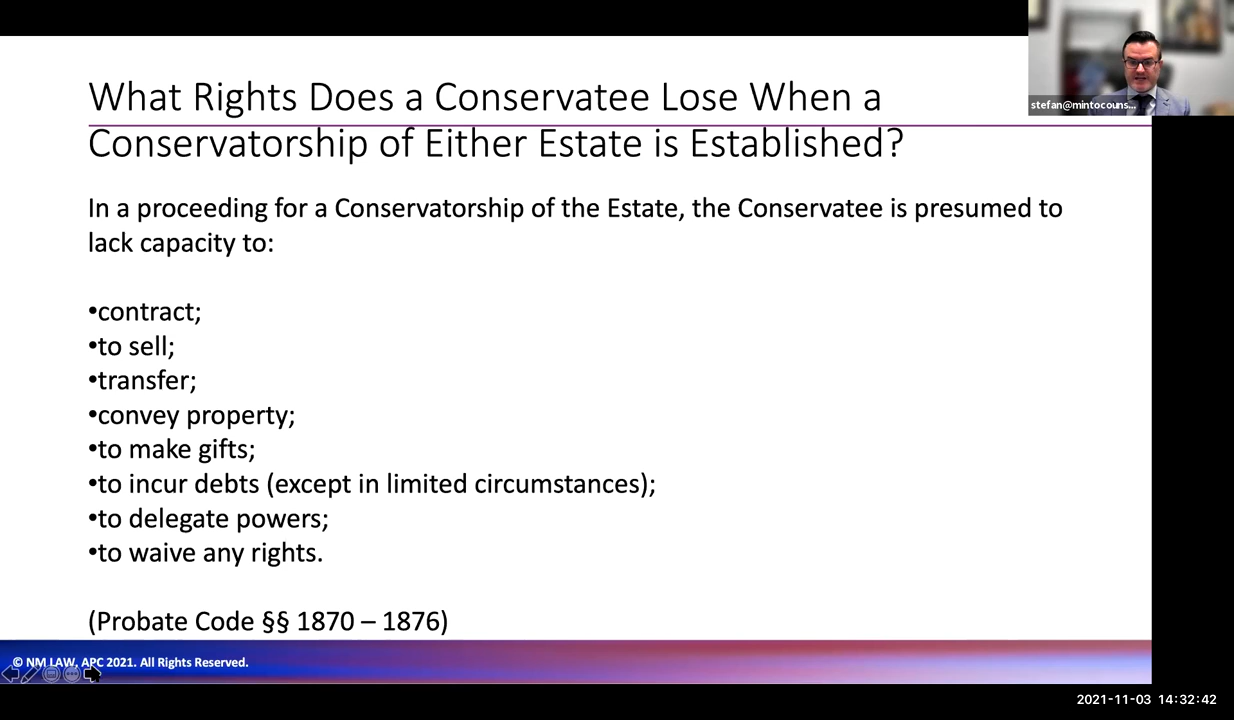 What Rights Does a Conservatee Lose When a
Conservatorship of Either Estate is Established?
stefan@mintocouns...
In a proceeding for a Conservatorship of the Estate, the Conservatee is presumed to
lack capacity to:
•contract;
•to sell;
•transfer;
•convey property;
•to make gifts;
•to incur debts (except in limited circumstances);
•to delegate powers;
•to waive any rights.
(Probate Code §§ 1870 – 1876)
© NM LAW, APC 2021. All Rights Reserved.
2021-11-03 14:32:42